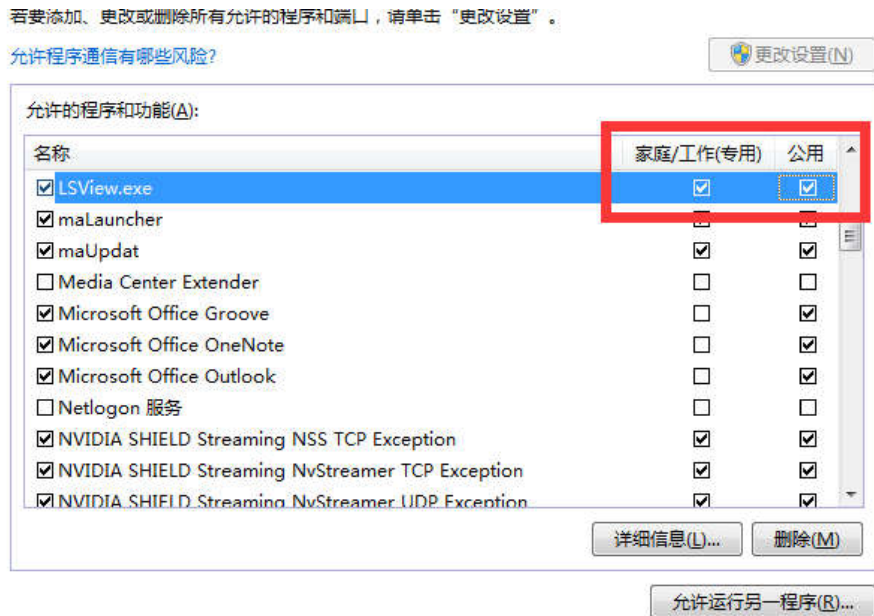 若要添加、更改或删除所有允许的程序和端口，请单击“更改设置”。
允许程序通信有哪些风险?
更改设置(N)
允许的程序和功能(A):
名称 家庭/工作(专用) 公用
LSView.exe
maLauncher
maUpdat
Media Center Extender
Microsoft Office Groove
Microsoft Office OneNote
Microsoft Office Outlook
Netlogon 服务
NVIDIA SHIELD Streaming NSS TCP Exception
NVIDIA SHIELD Streaming NvStreamer TCP Exception
NVIDIA SHIELD Streaming NvStreamer UDP Exception
详细信息(L)... 删除(M)
允许运行另一程序(R)...